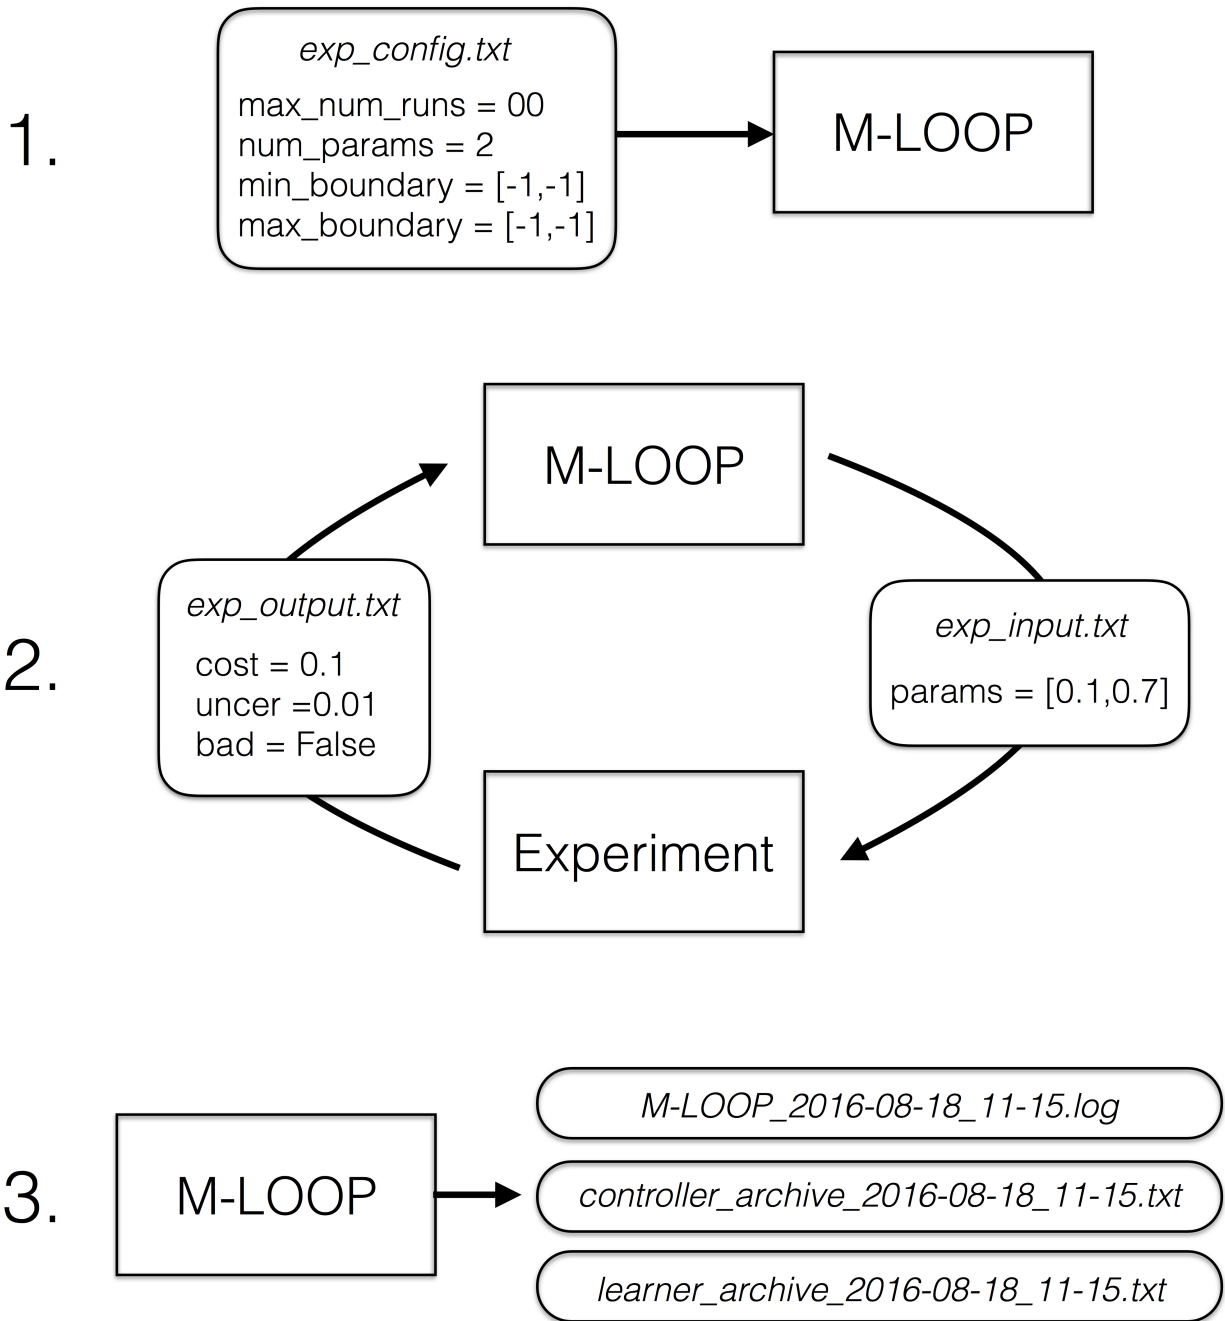 1.
exp_config.txt
max_num_runs = 00
num_params = 2
min_boundary = [-1,-1]
max_boundary = [-1,-1]
M-LOOP
2.
M-LOOP
exp_output.txt
cost = 0.1
uncer =0.01
bad = False
exp_input.txt
params = [0.1,0.7]
Experiment
3.
M-LOOP
M-LOOP_2016-08-18_11-15.log
controller_archive_2016-08-18_11-15.txt
learner_archive_2016-08-18_11-15.txt